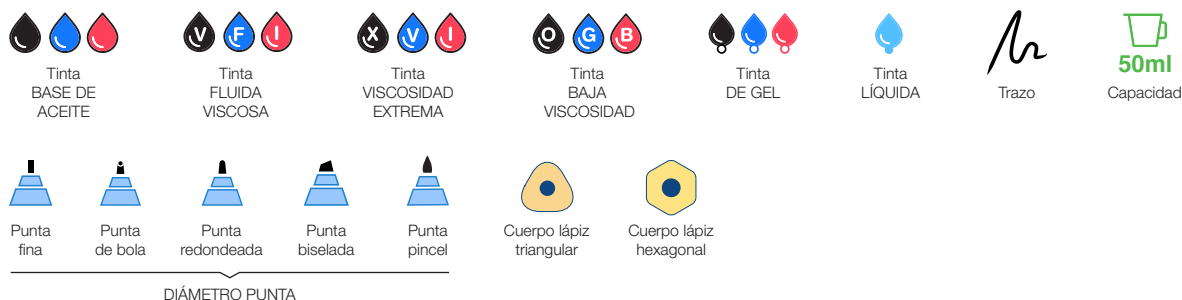 V F I
X V I
O G B
50ml
Tinta
BASE DE
ACEITE
Tinta
FLUIDA
VISCOSA
Tinta
VISCOSIDAD
EXTREMA
Tinta
BAJA
VISCOSIDAD
Tinta
DE GEL
Tinta
LÍQUIDA
Trazo
Capacidad
Punta
fina
Punta
de bola
Punta
redondeada
Punta
biselada
Punta
pincel
Cuerpo lápiz
triangular
Cuerpo lápiz
hexagonal
DIÁMETRO PUNTA